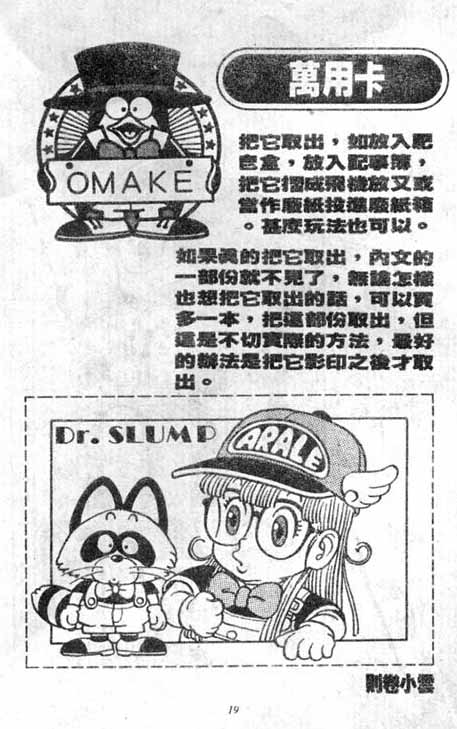 萬用卡
OMAKE
把它取出，如放入肥
皂盒，放入記事簿，
把它摺成飛機放又或
當作廢紙投進廢紙箱
。甚麼玩法也可以。
如果眞的把它取出，內文的
一部份就不見了，無論怎樣
也想把它取出的話，可以買
多一本，把這部份取出，但
這是不切實際的方法，最好
的辦法是把它影印之後才取
出。
Dr. SLUMP
ARALE
則卷小雲
19